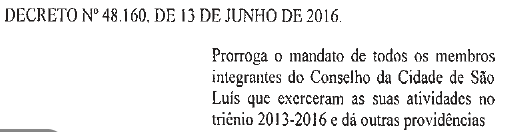 DECRETO Nº 48.160, DE 13 DE JUNHO DE 2016.
Prorroga o mandato de todos os membros
integrantes do Conselho da Cidade de São
Luís que exerceram as suas atividades no
triênio 2013-2016 e dá outras providências